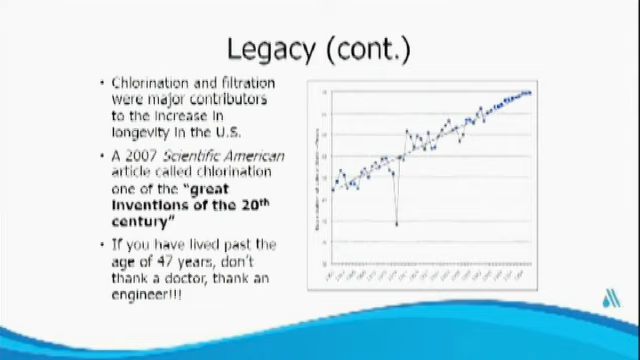 Legacy (cont.)
• Chlorination and filtration
were major contributors
to the increase in
longevity in the U.S.
• A 2007 Scientific American
article called chlorination
one of the "great
inventions of the 20th
century"
• If you have lived past the
age of 47 years, don't
thank a doctor, thank an
engineer!!!